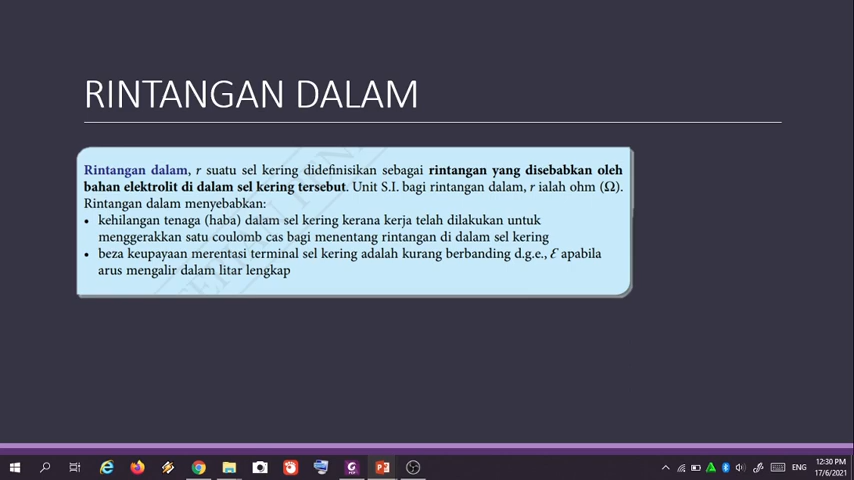 RINTANGAN DALAM
Rintangan dalam, r suatu sel kering didefinisikan sebagai rintangan yang disebabkan oleh
bahan elektrolit di dalam sel kering tersebut. Unit S.I. bagi rintangan dalam, r ialah ohm (Ω).
Rintangan dalam menyebabkan:
• kehilangan tenaga (haba) dalam sel kering kerana kerja telah dilakukan untuk
menggerakkan satu coulomb cas bagi menentang rintangan di dalam sel kering
• beza keupayaan merentasi terminal sel kering adalah kurang berbanding d.g.e., ℰ apabila
arus mengalir dalam litar lengkap
ENG
12:30 PM
17/6/2021